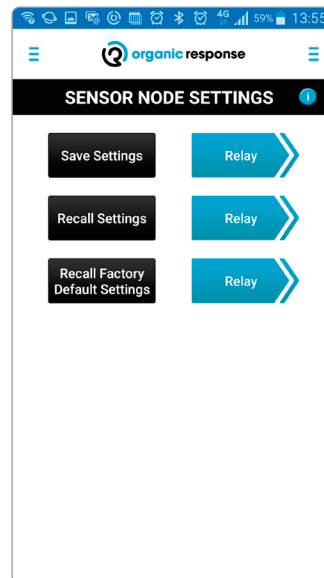 4G 59% 13:55
organic response
SENSOR NODE SETTINGS i
Save Settings Relay
Recall Settings Relay
Recall Factory
Default Settings Relay